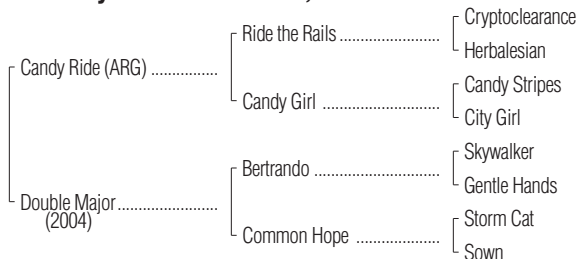 Cryptoclearance
Ride the Rails ..................
Herbalesian
Candy Ride (ARG) ................
Candy Stripes
Candy Girl ..........................
City Girl
Skywalker
Bertrando ...........................
Gentle Hands
Double Major .........................
(2004)
Storm Cat
Common Hope ..................
Sown